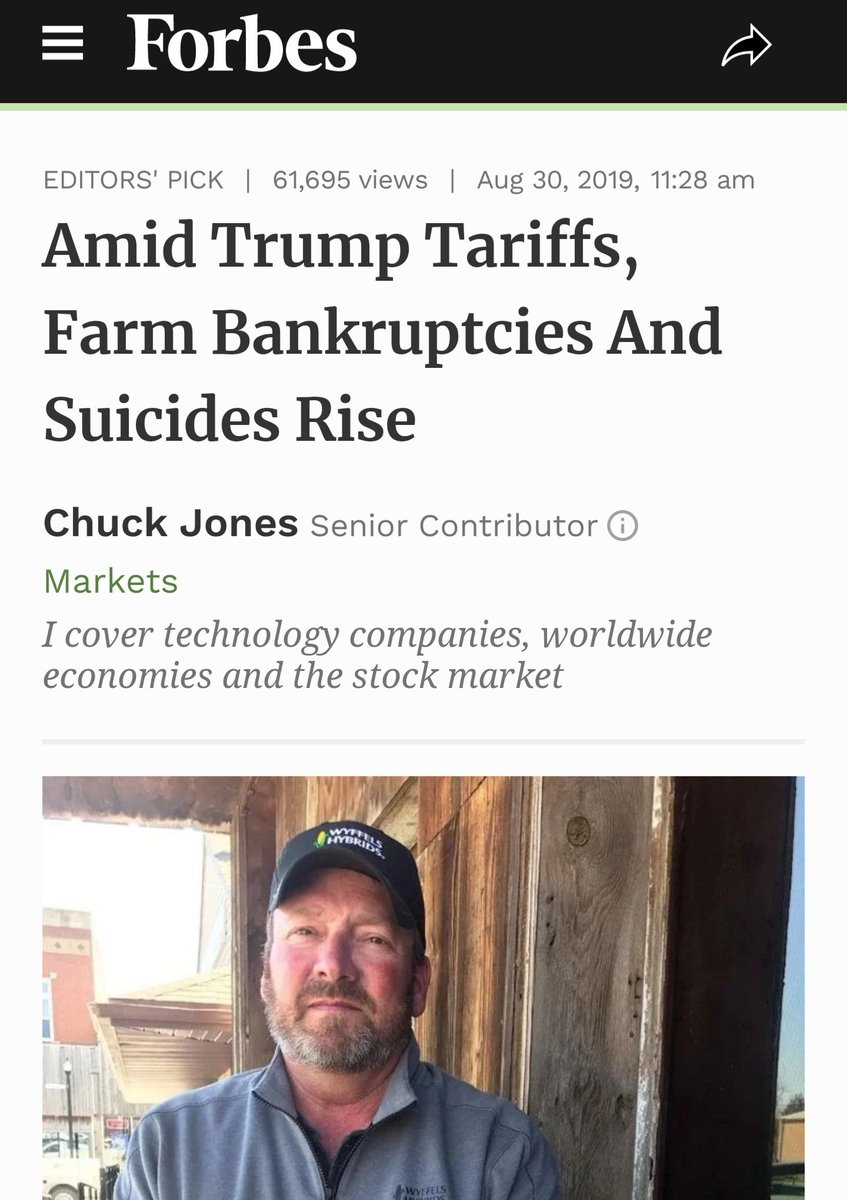 Forbes
EDITORS' PICK | 61,695 views | Aug 30, 2019, 11:28 am
Amid Trump Tariffs,
Farm Bankruptcies And
Suicides Rise
Chuck Jones Senior Contributor
Markets
I cover technology companies, worldwide
economies and the stock market
WYFFELS
HYBRIDS
WYFFELS
HYBRIDS